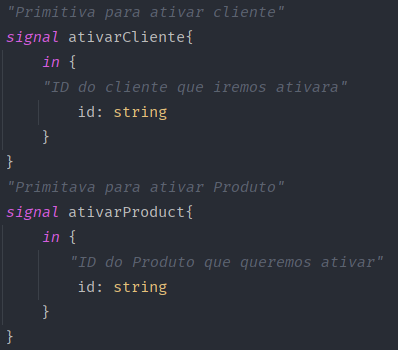 "Primitiva para ativar cliente"
signal ativarCliente{
in {
"ID do cliente que iremos ativara"
id: string
}
}
"Primitava para ativar Produto"
signal ativarProduct{
in {
"ID do Produto que queremos ativar"
id: string
}
}